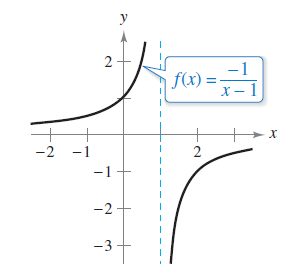 y
2
f(x) = -1/(x - 1)
x
-2 -1 2
-1
-2
-3